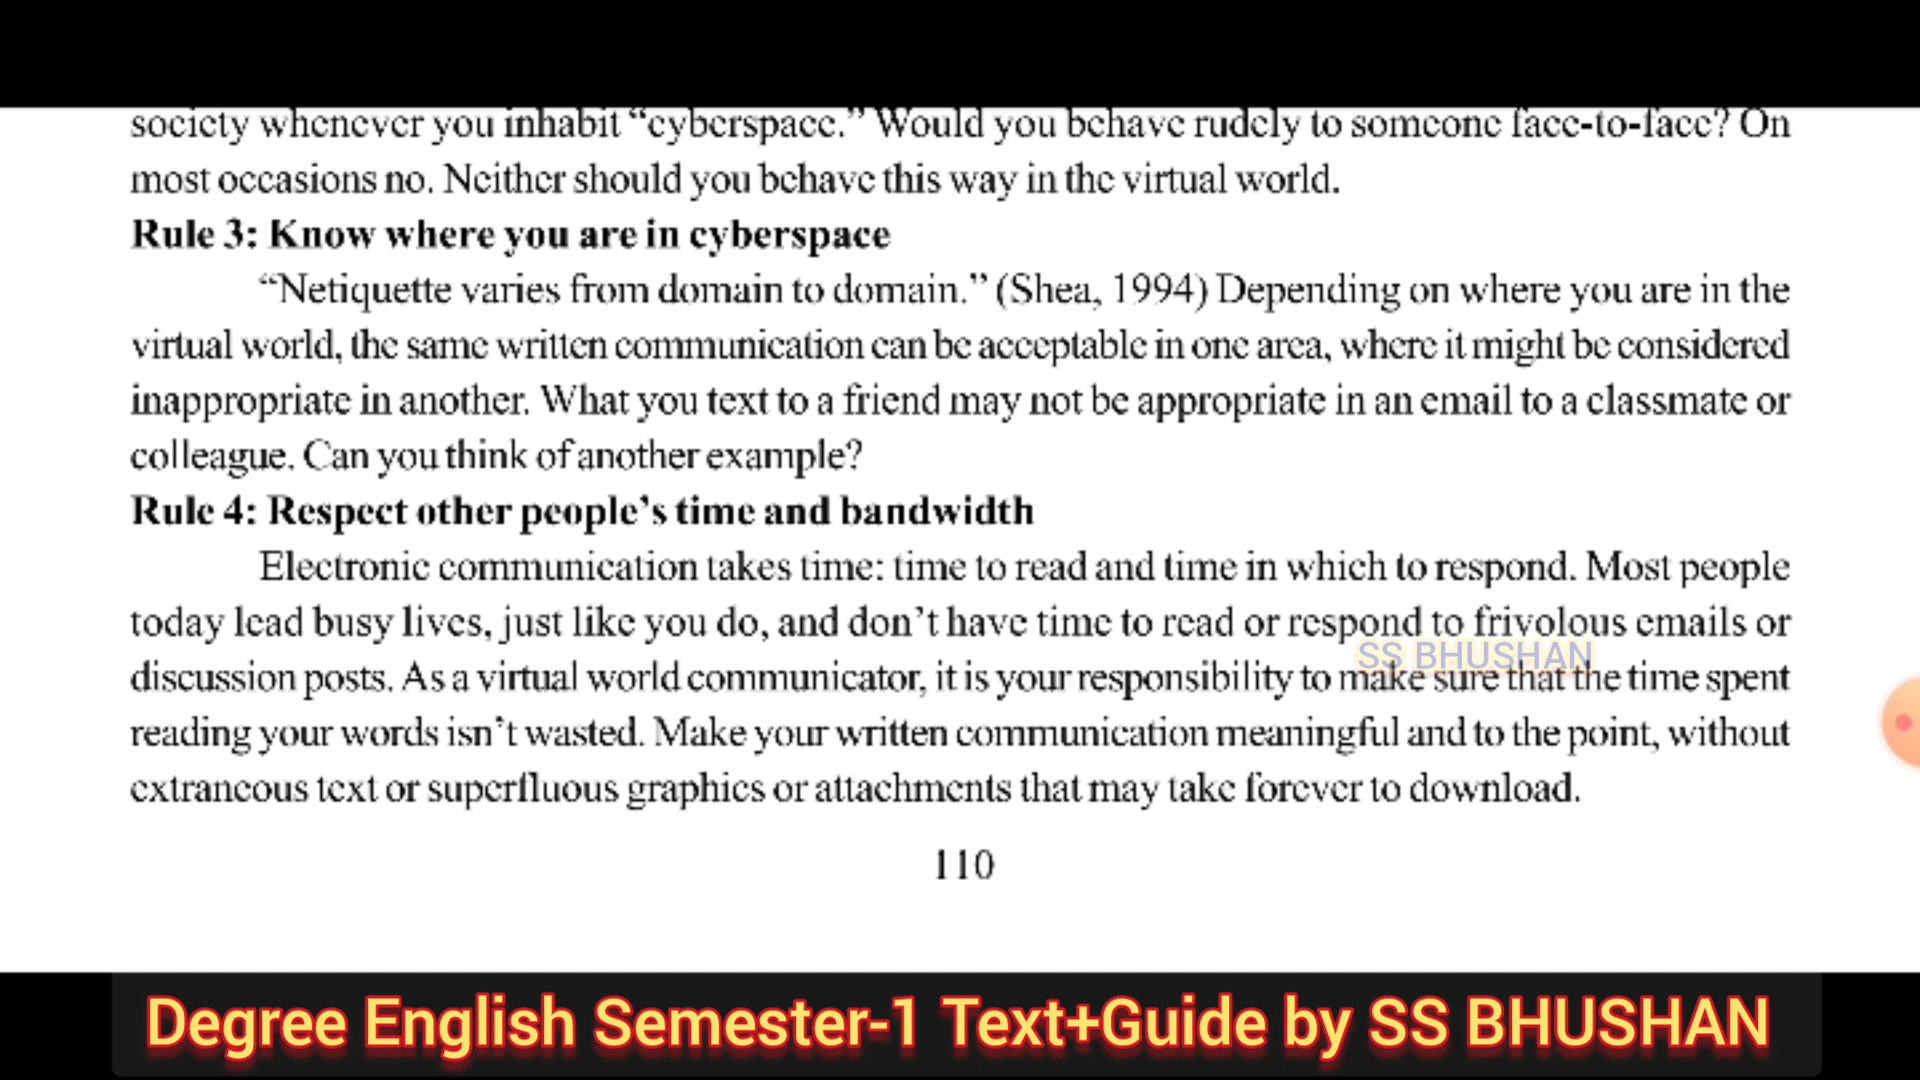 society whenever you inhabit “cyberspace.” Would you behave rudely to someone face-to-face? On
most occasions no. Neither should you behave this way in the virtual world.
Rule 3: Know where you are in cyberspace
“Netiquette varies from domain to domain.” (Shea, 1994) Depending on where you are in the
virtual world, the same written communication can be acceptable in one area, where it might be considered
inappropriate in another. What you text to a friend may not be appropriate in an email to a classmate or
colleague. Can you think of another example?
Rule 4: Respect other people’s time and bandwidth
Electronic communication takes time: time to read and time in which to respond. Most people
today lead busy lives, just like you do, and don’t have time to read or respond to frivolous emails or
SS BHUSHAN
discussion posts. As a virtual world communicator, it is your responsibility to make sure that the time spent
reading your words isn’t wasted. Make your written communication meaningful and to the point, without
extraneous text or superfluous graphics or attachments that may take forever to download.
110
Degree English Semester-1 Text+Guide by SS BHUSHAN